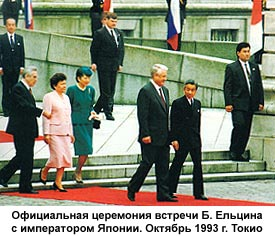 Официальная церемония встречи Б. Ельцина
с императором Японии. Октябрь 1993 г. Токио